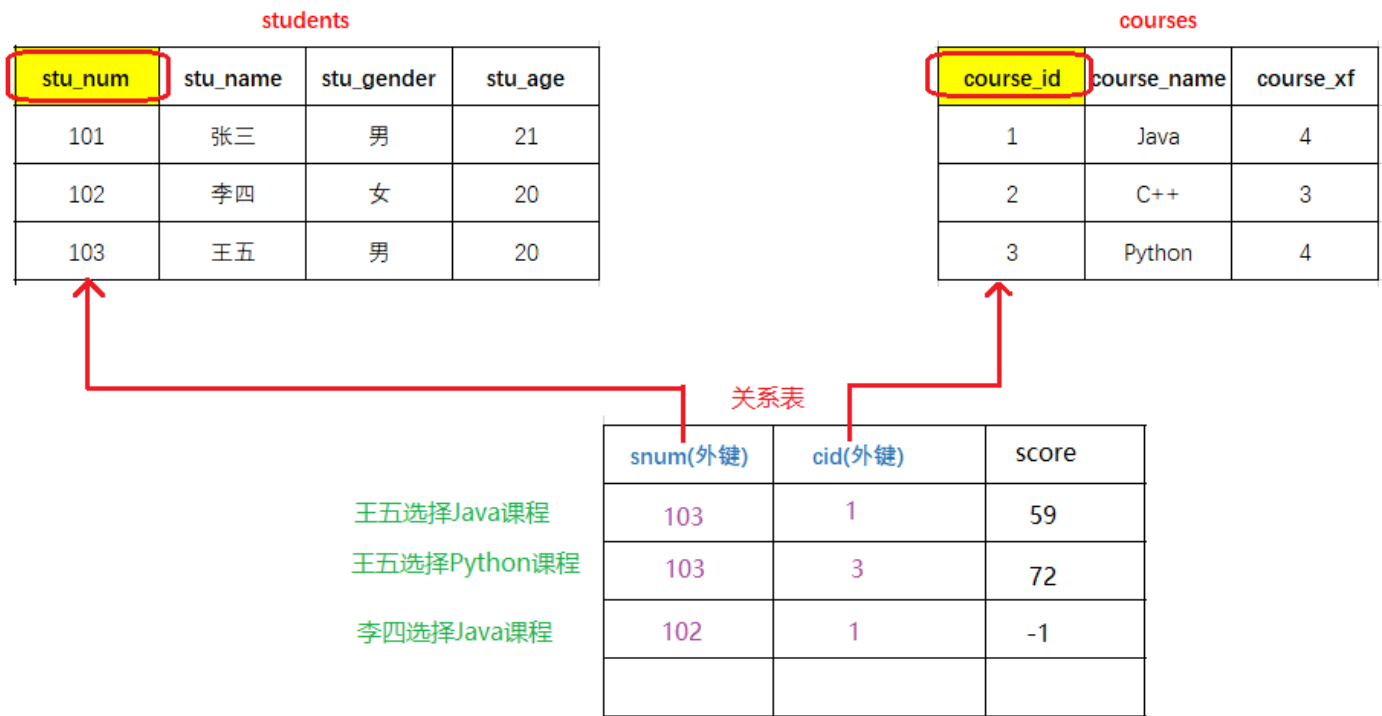 students
stu_num stu_name stu_gender stu_age
101 张三 男 21
102 李四 女 20
103 王五 男 20
courses
course_id course_name course_xf
1 Java 4
2 C++ 3
3 Python 4
关系表
snum(外键) cid(外键) score
王五选择Java课程 103 1 59
王五选择Python课程 103 3 72
李四选择Java课程 102 1 -1